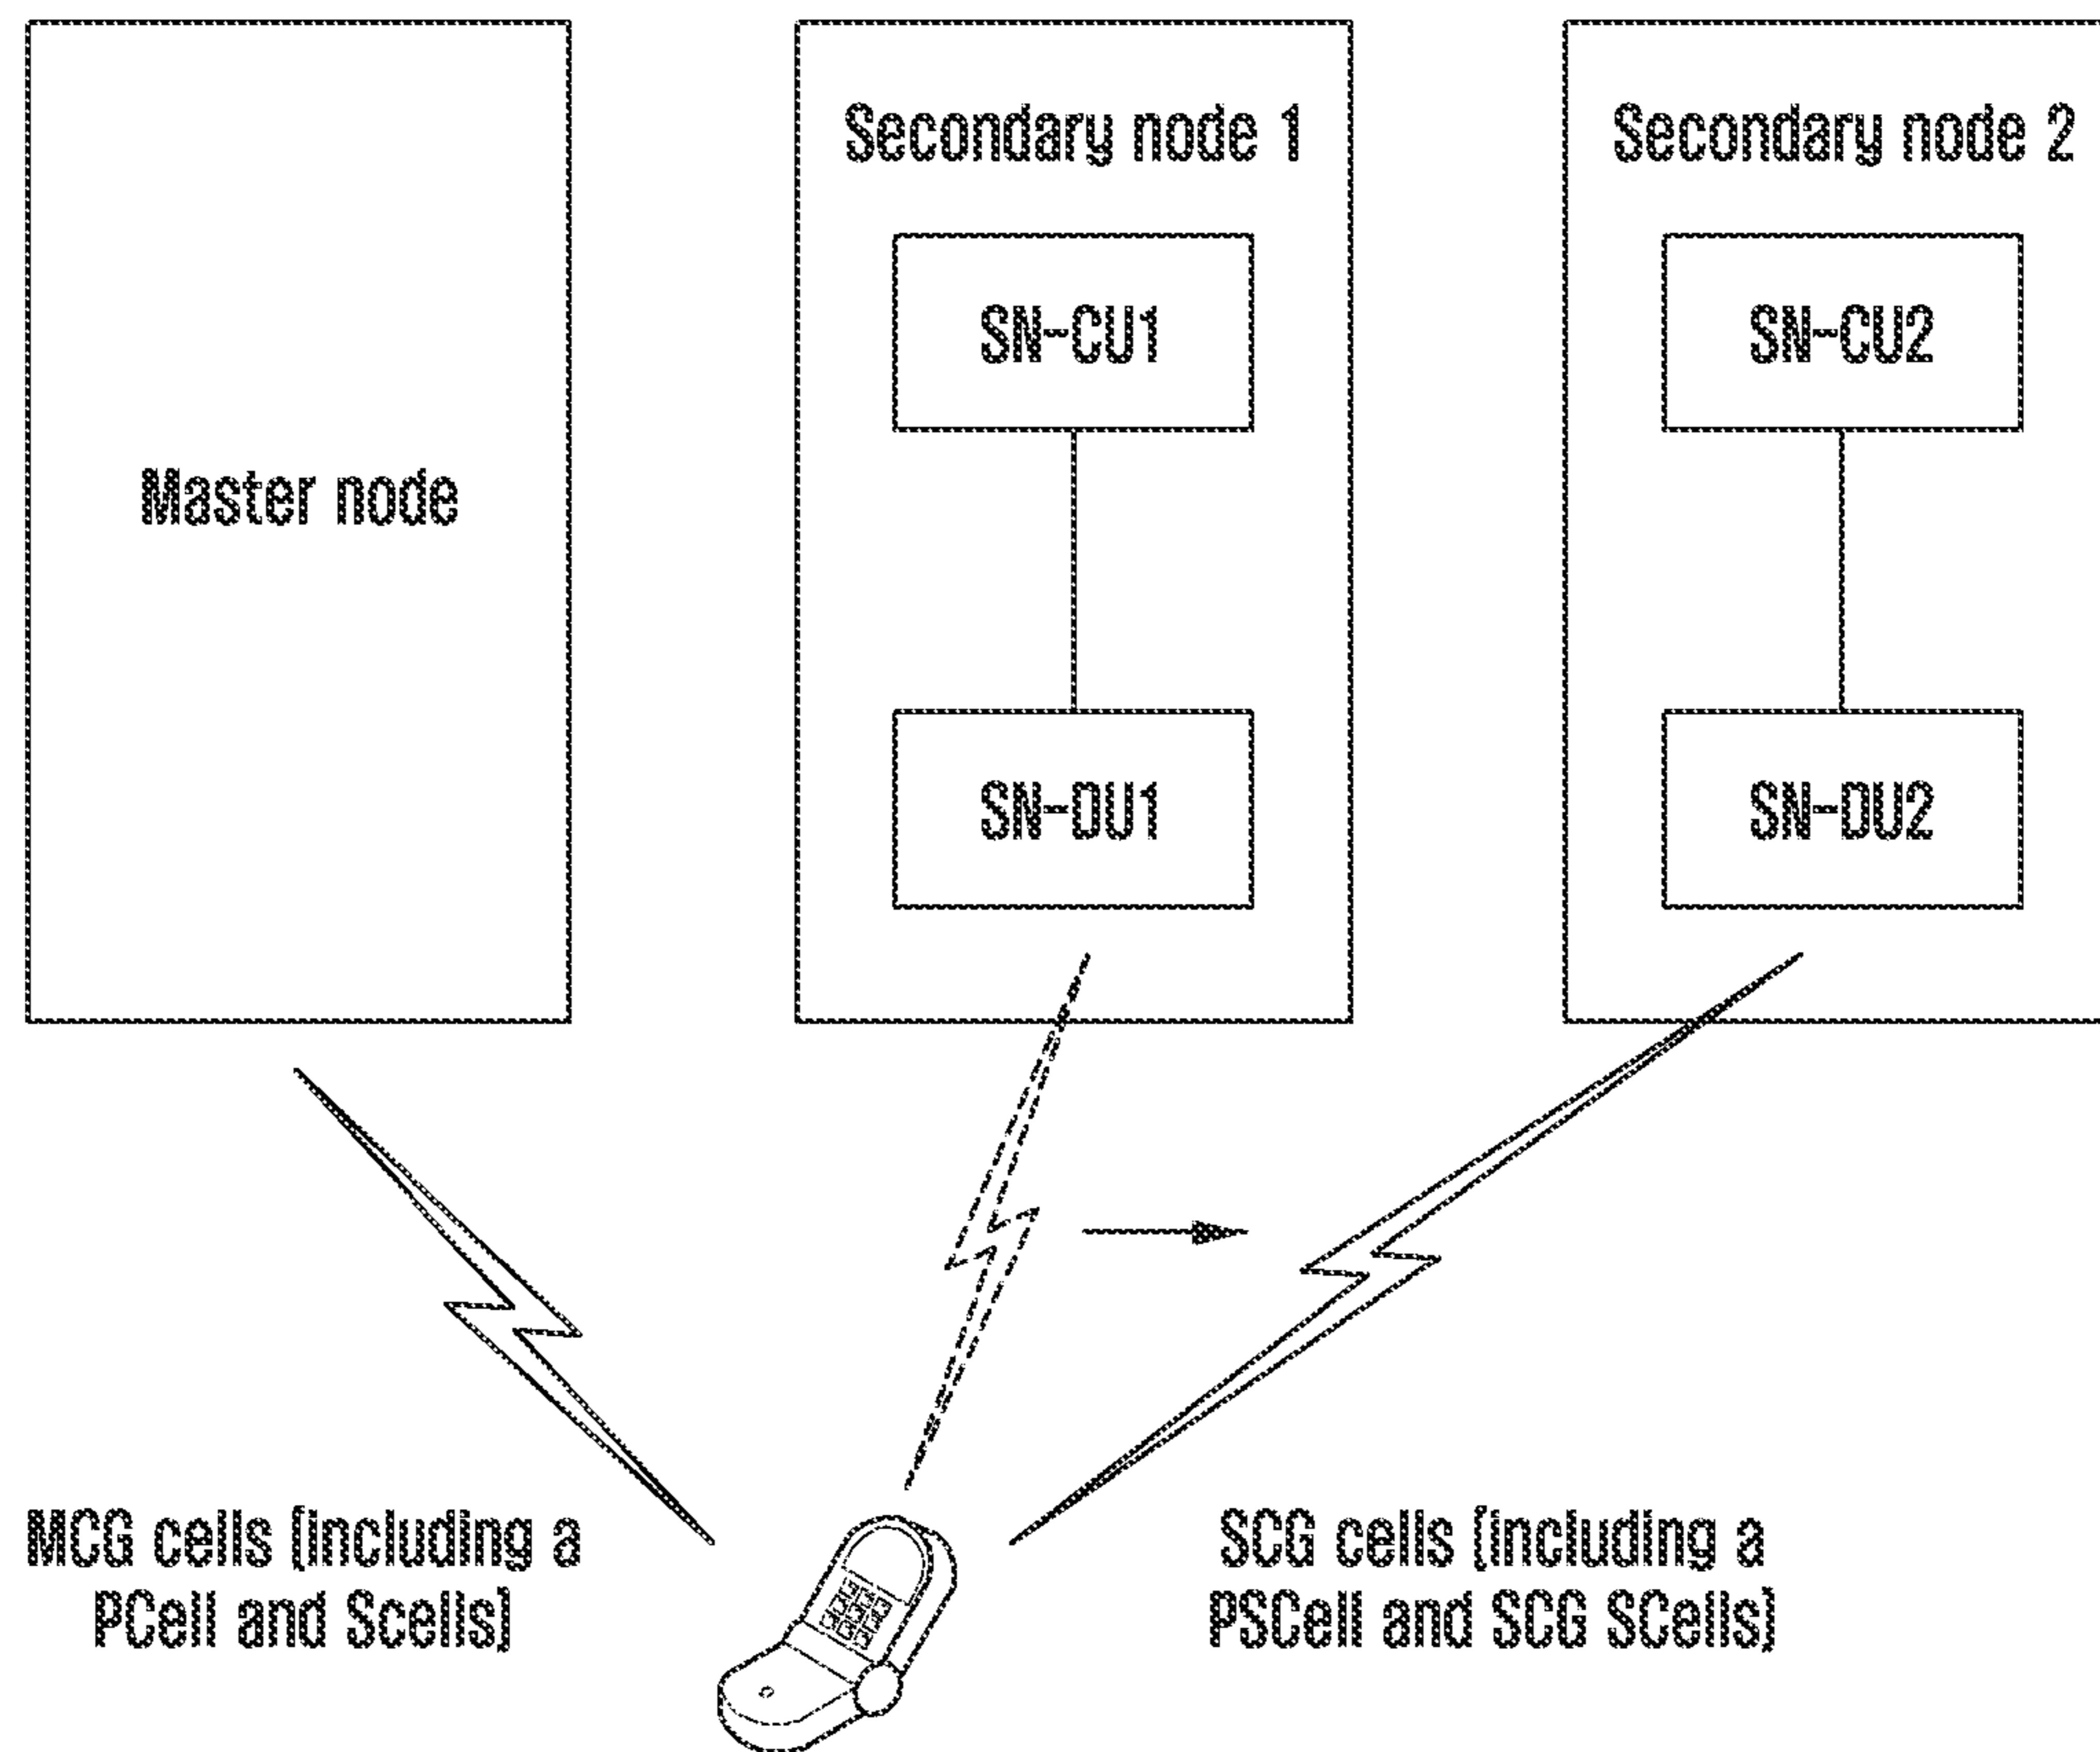 Master node
Secondary node 1
SN-CU1
SN-DU1
Secondary node 2
SN-CU2
SN-DU2
MCG cells (including a
PCell and Scells)
SCG cells (including a
PSCell and SCG SCells)